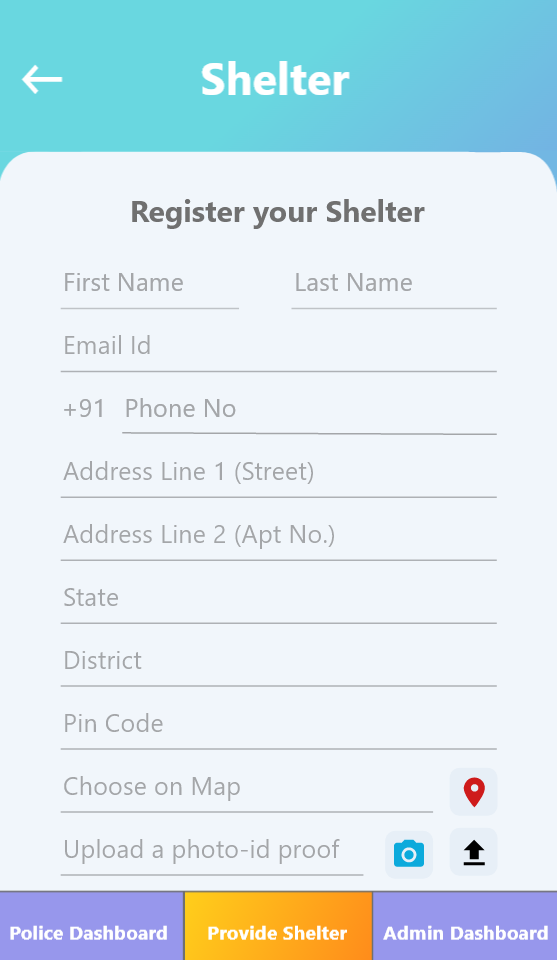 Shelter
Register your Shelter
First Name Last Name
Email Id
+91 Phone No
Address Line 1 (Street)
Address Line 2 (Apt No.)
State
District
Pin Code
Choose on Map
Upload a photo-id proof
Police Dashboard Provide Shelter Admin Dashboard